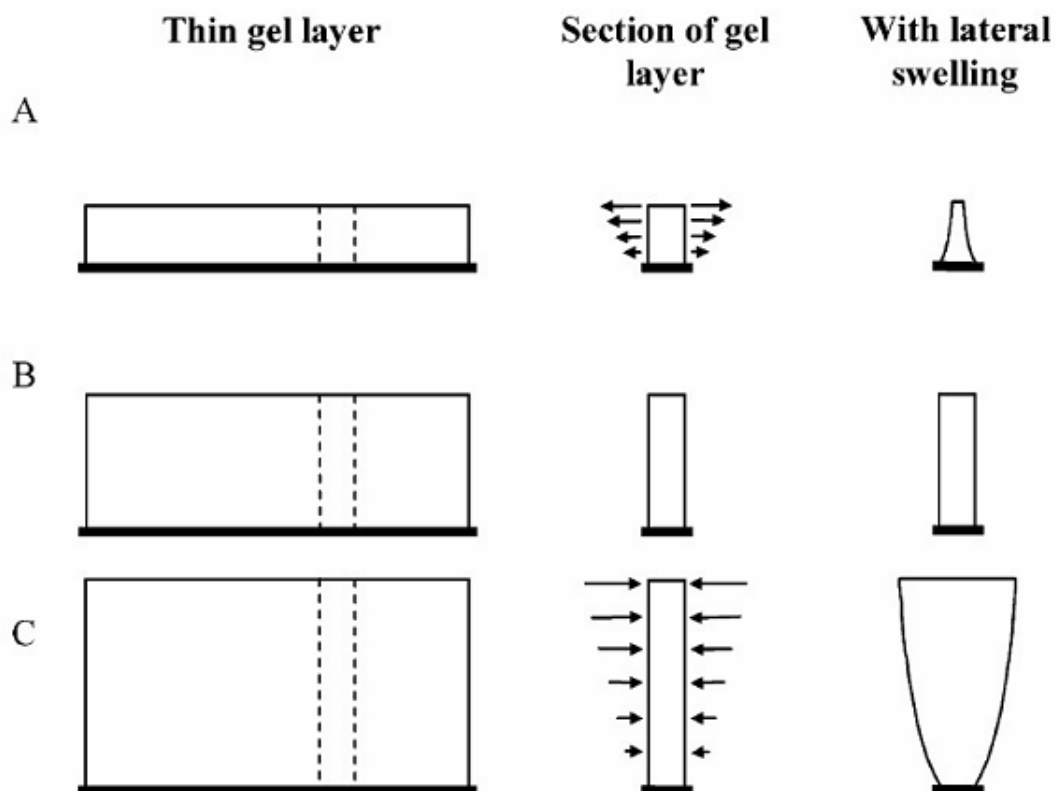 Thin gel layer
Section of gel
layer
With lateral
swelling
A
B
C